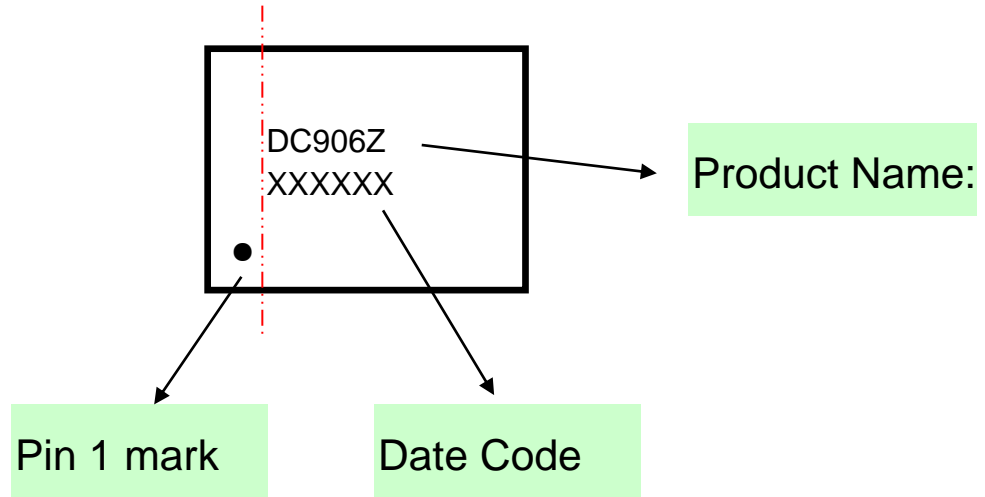 DC906Z
XXXXXX
Product Name:
Pin 1 mark
Date Code